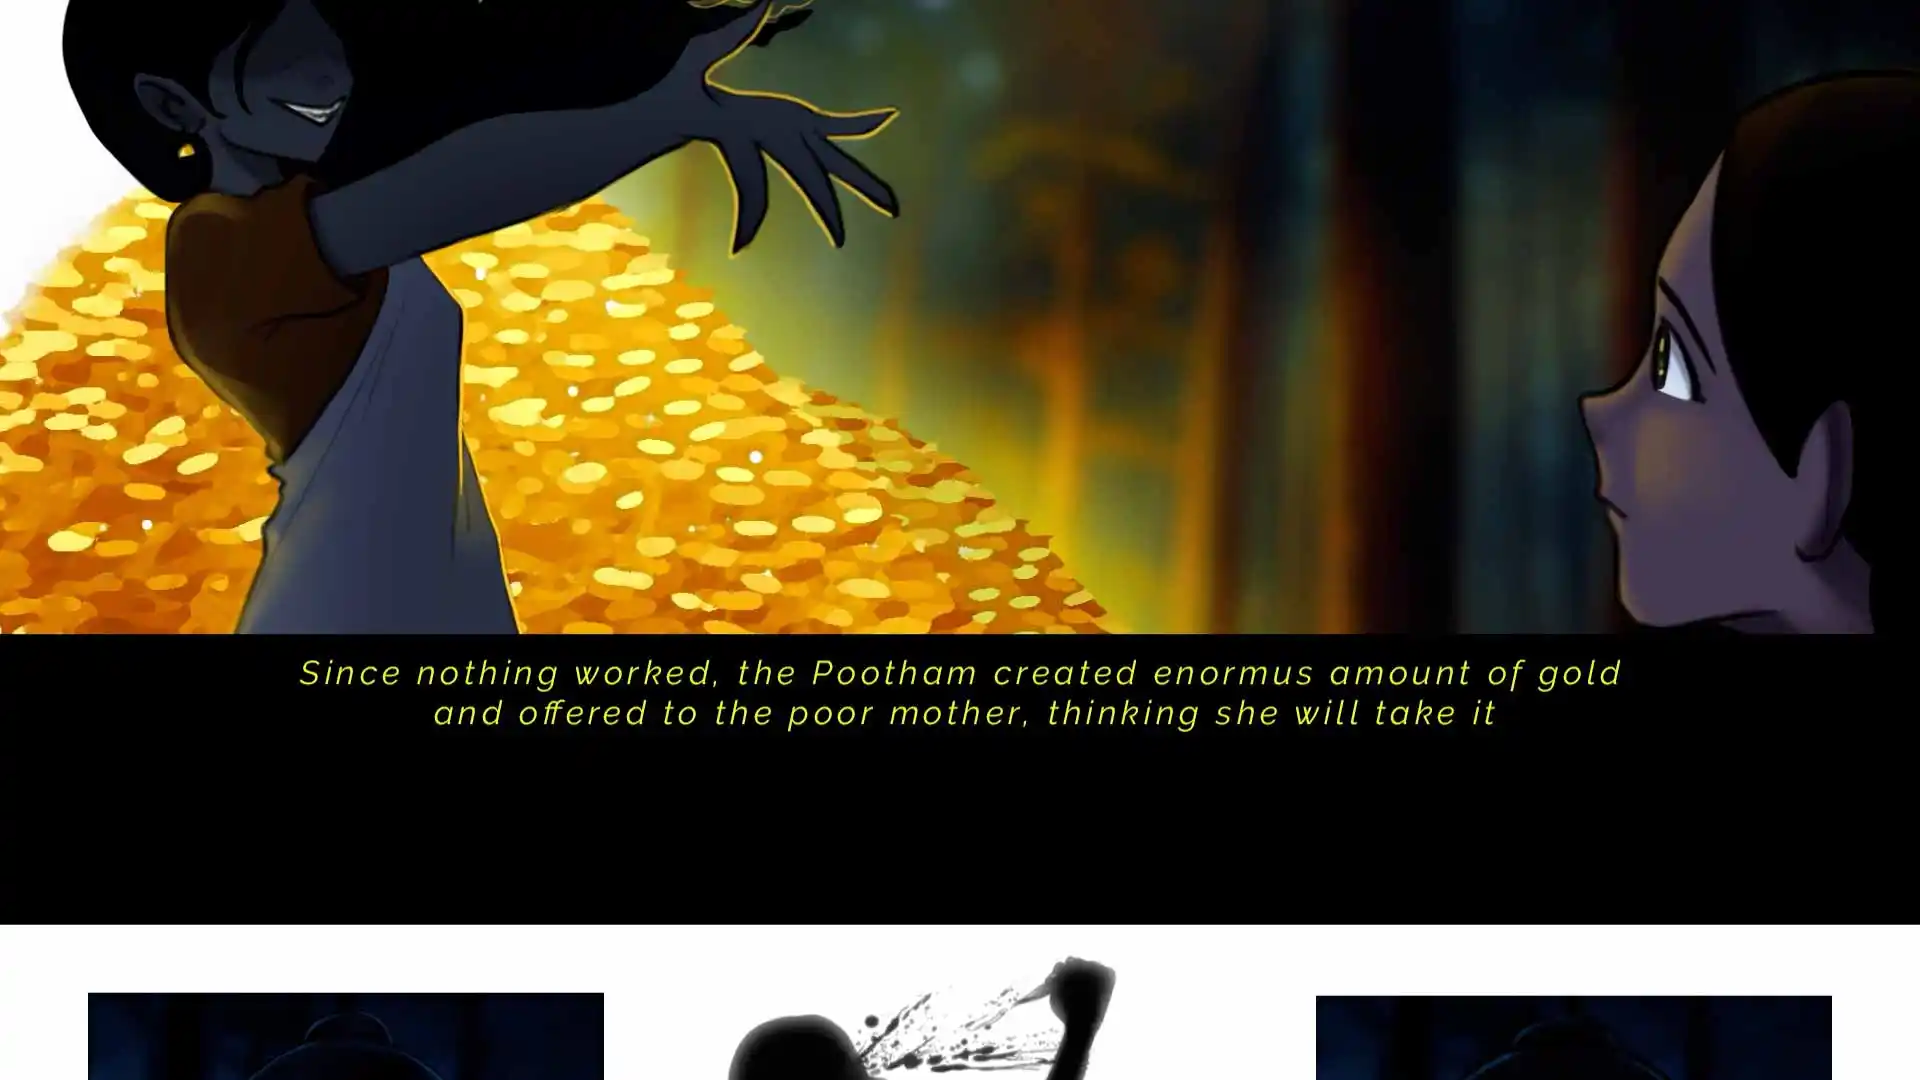 Since nothing worked, the Pootham created enormus amount of gold
and offered to the poor mother, thinking she will take it